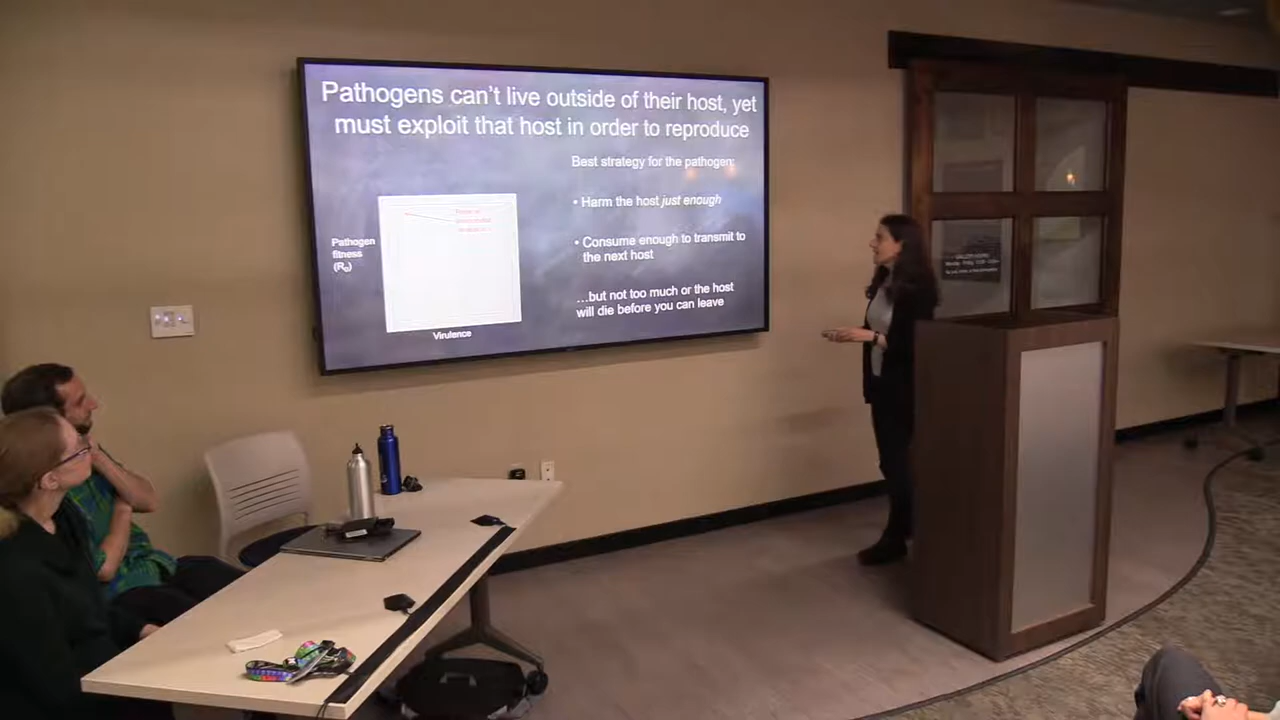 Pathogens can't live outside of their host, yet
must exploit that host in order to reproduce
Best strategy for the pathogen:
• Harm the host just enough
• Consume enough to transmit to
the next host
…but not too much or the host
will die before you can leave
Pathogen
fitness
(R₀)
Virulence